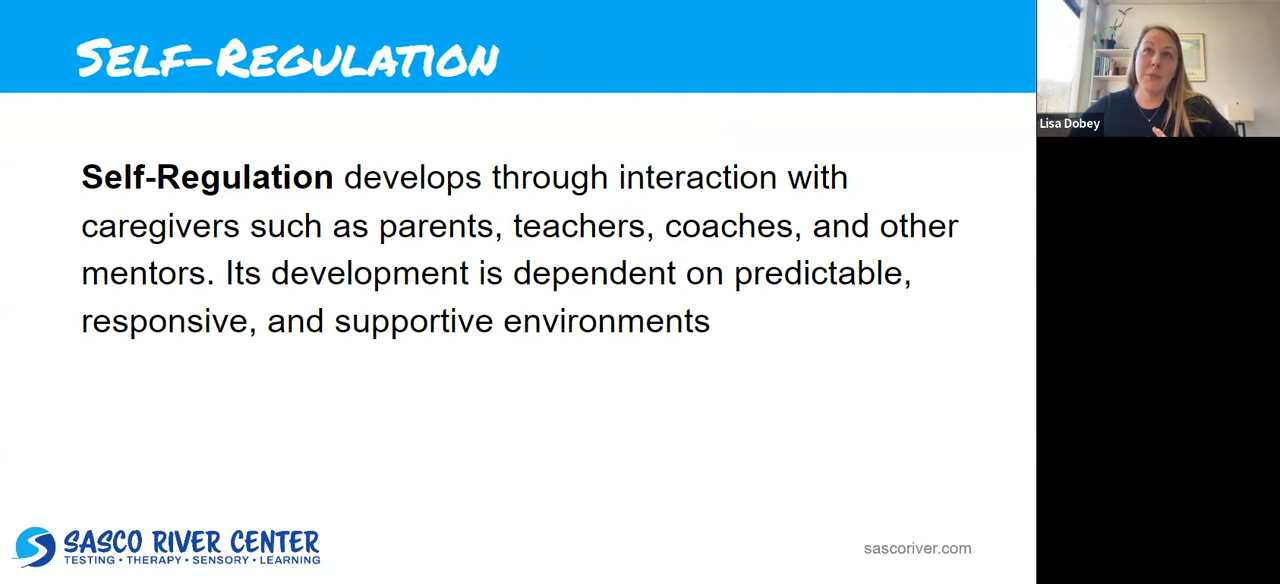 Self-Regulation
Lisa Dobey
Self-Regulation develops through interaction with
caregivers such as parents, teachers, coaches, and other
mentors. Its development is dependent on predictable,
responsive, and supportive environments
SASCO RIVER CENTER
TESTING • THERAPY • SENSORY • LEARNING
sascoriver.com